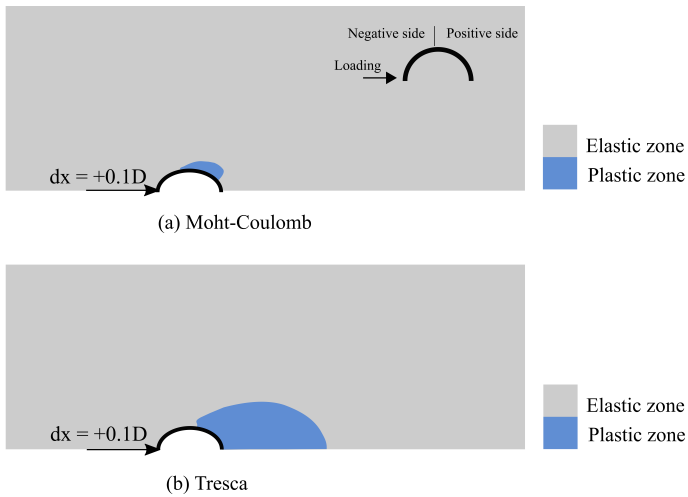 Negative side
Positive side
Loading
dx = +0.1D
Elastic zone
Plastic zone
(a) Moht-Coulomb
dx = +0.1D
Elastic zone
Plastic zone
(b) Tresca